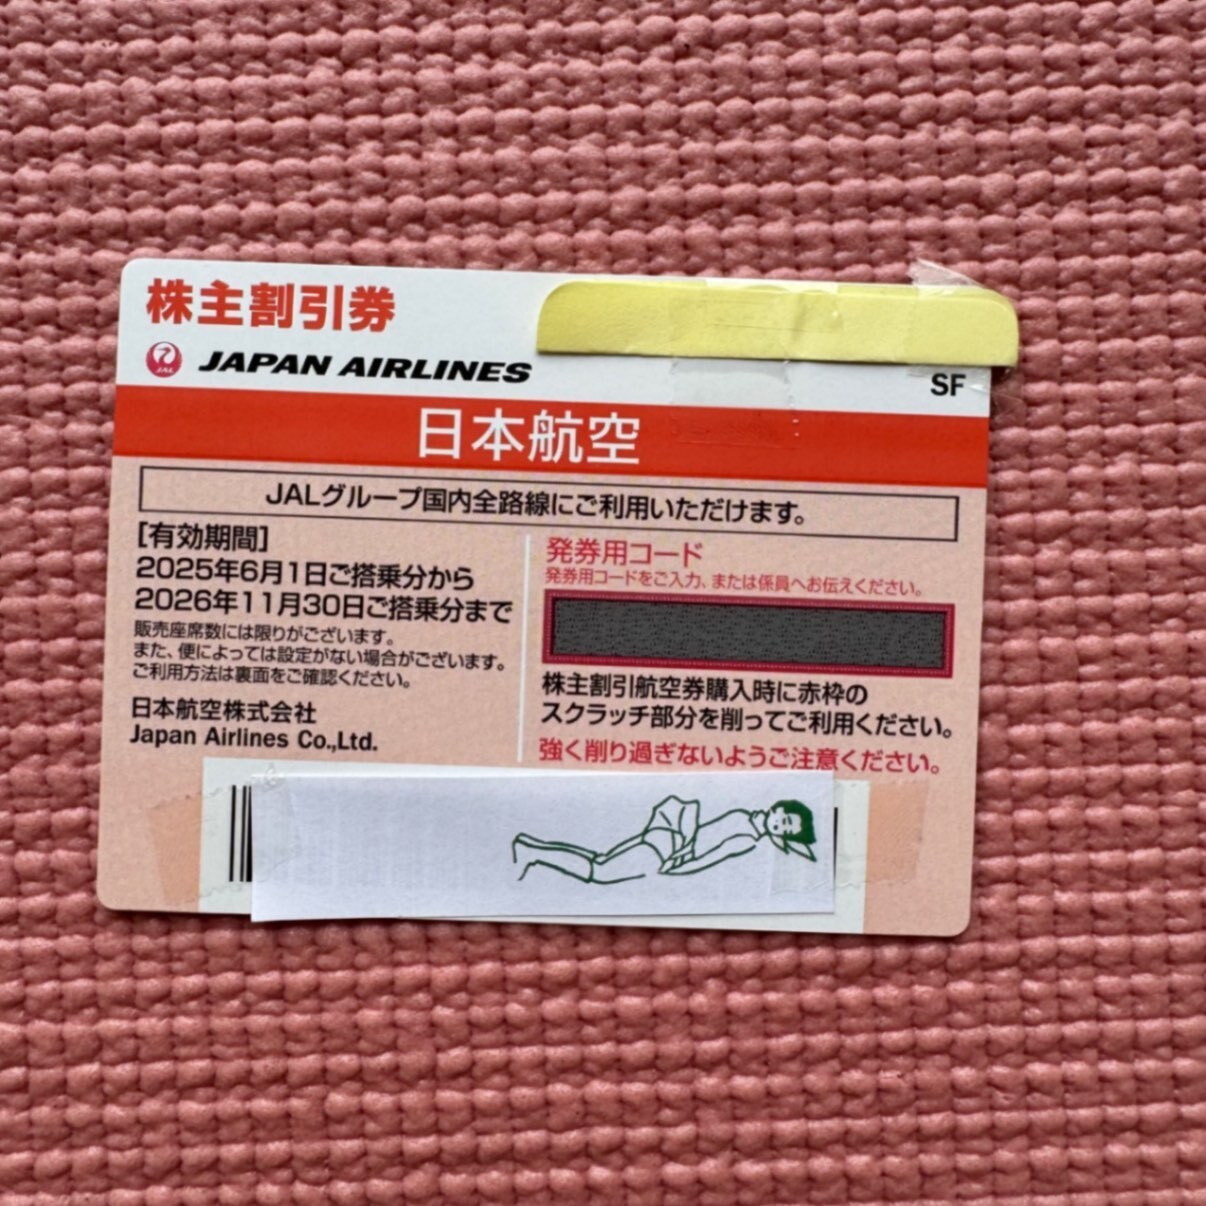 株主割引券
JAL JAPAN AIRLINES
SF
日本航空
JALグループ国内全路線にご利用いただけます。
[有効期間]
2025年6月1日ご搭乗分から
2026年11月30日ご搭乗分まで
販売座席数には限りがございます。
また、便によっては設定がない場合がございます。
ご利用方法は裏面をご確認ください。
日本航空株式会社
Japan Airlines Co.,Ltd.
発券用コード
発券用コードをご入力、または係員へお伝えください。
株主割引航空券購入時に赤枠の
スクラッチ部分を削ってご利用ください。
強く削り過ぎないようご注意ください。